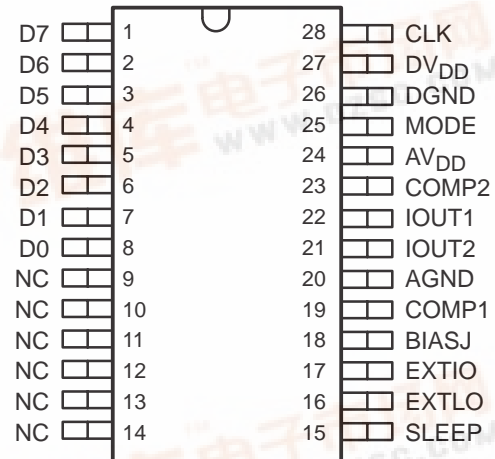 D7 1 28 CLK
D6 2 27 DVDD
D5 3 26 DGND
D4 4 25 MODE
D3 5 24 AVDD
D2 6 23 COMP2
D1 7 22 IOUT1
D0 8 21 IOUT2
NC 9 20 AGND
NC 10 19 COMP1
NC 11 18 BIASJ
NC 12 17 EXTIO
NC 13 16 EXTLO
NC 14 15 SLEEP